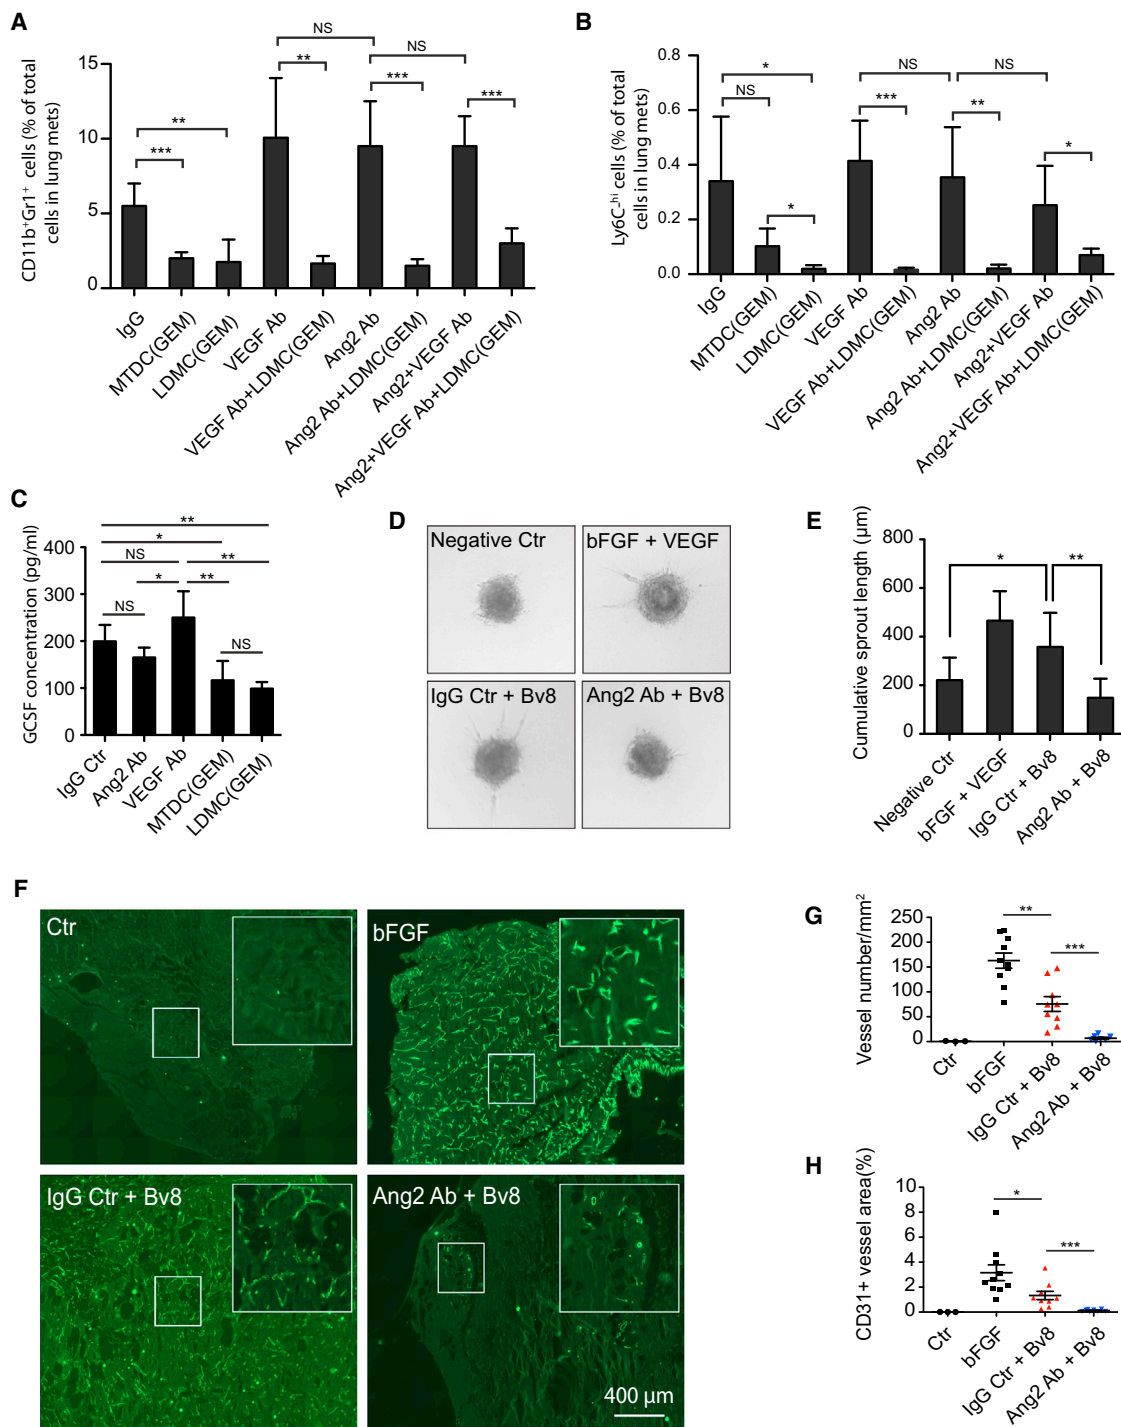 A
CD11b⁺Gr1⁺ cells (% of total
cells in lung mets)
15
10
5
0
NS
NS
**
***
***
**
***
IgG
MTDC(GEM)
LDMC(GEM)
VEGF Ab
VEGF Ab+LDMC(GEM)
Ang2 Ab
Ang2 Ab+LDMC(GEM)
Ang2+VEGF Ab
Ang2+VEGF Ab+LDMC(GEM)
B
Ly6C-ʰⁱ cells (% of total
cells in lung mets)
0.8
0.6
0.4
0.2
0.0
*
NS
NS
NS
***
**
*
*
IgG
MTDC(GEM)
LDMC(GEM)
VEGF Ab
VEGF Ab+LDMC(GEM)
Ang2 Ab
Ang2 Ab+LDMC(GEM)
Ang2+VEGF Ab
Ang2+VEGF Ab+LDMC(GEM)
C
GCSF concentration (pg/ml)
400
300
200
100
0
**
*
NS
**
*
**
NS
NS
IgG Ctr
Ang2 Ab
VEGF Ab
MTDC(GEM)
LDMC(GEM)
D
Negative Ctr
bFGF + VEGF
IgG Ctr + Bv8
Ang2 Ab + Bv8
E
Cumulative sprout length (µm)
800
600
400
200
0
*
**
Negative Ctr
bFGF + VEGF
IgG Ctr + Bv8
Ang2 Ab + Bv8
F
Ctr
bFGF
IgG Ctr + Bv8
Ang2 Ab + Bv8
400 µm
G
Vessel number/mm²
250
200
150
100
50
0
**
***
Ctr
bFGF
IgG Ctr + Bv8
Ang2 Ab + Bv8
H
CD31+ vessel area(%)
10
8
6
4
2
0
*
***
Ctr
bFGF
IgG Ctr + Bv8
Ang2 Ab + Bv8